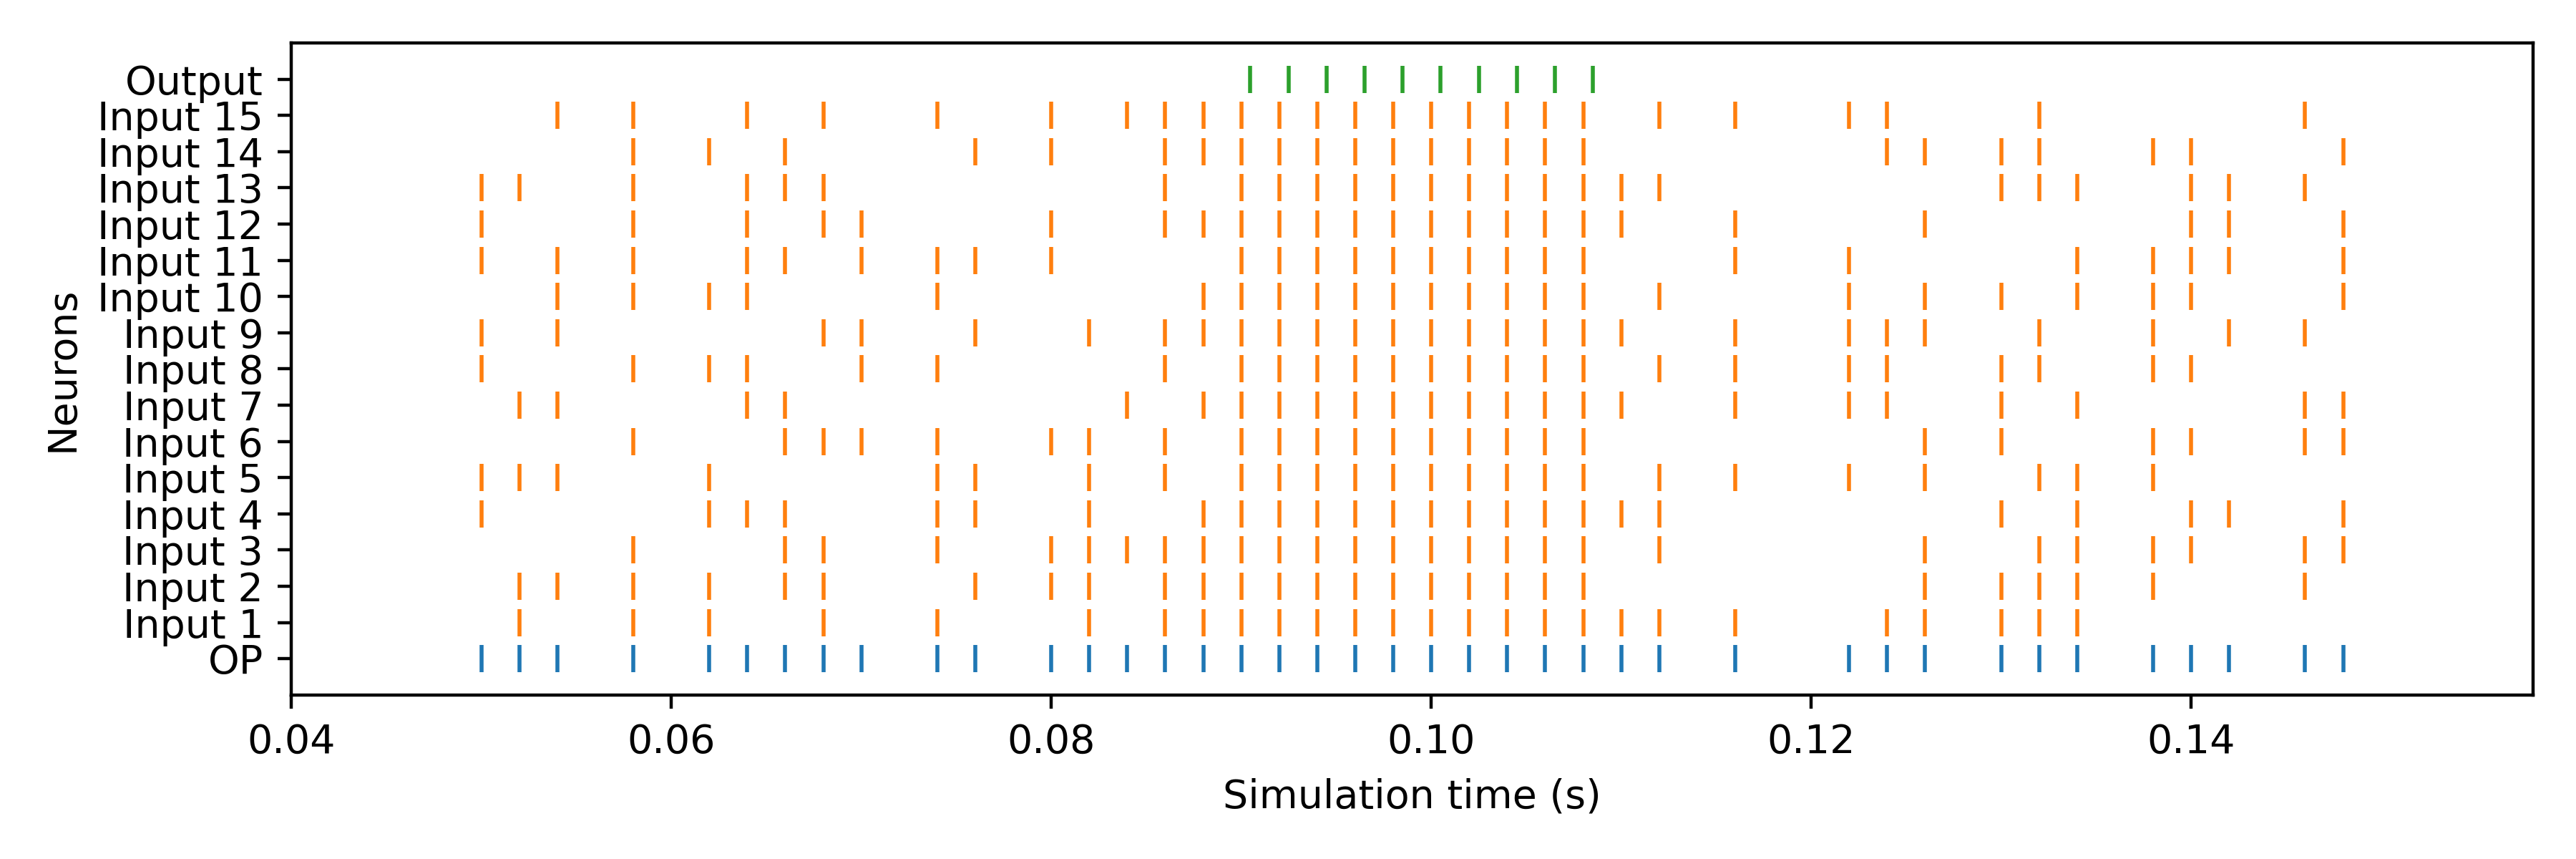 Output
Input 15
Input 14
Input 13
Input 12
Input 11
Input 10
Input 9
Input 8
Input 7
Input 6
Input 5
Input 4
Input 3
Input 2
Input 1
OP
Neurons
0.04 0.06 0.08 0.10 0.12 0.14
Simulation time (s)